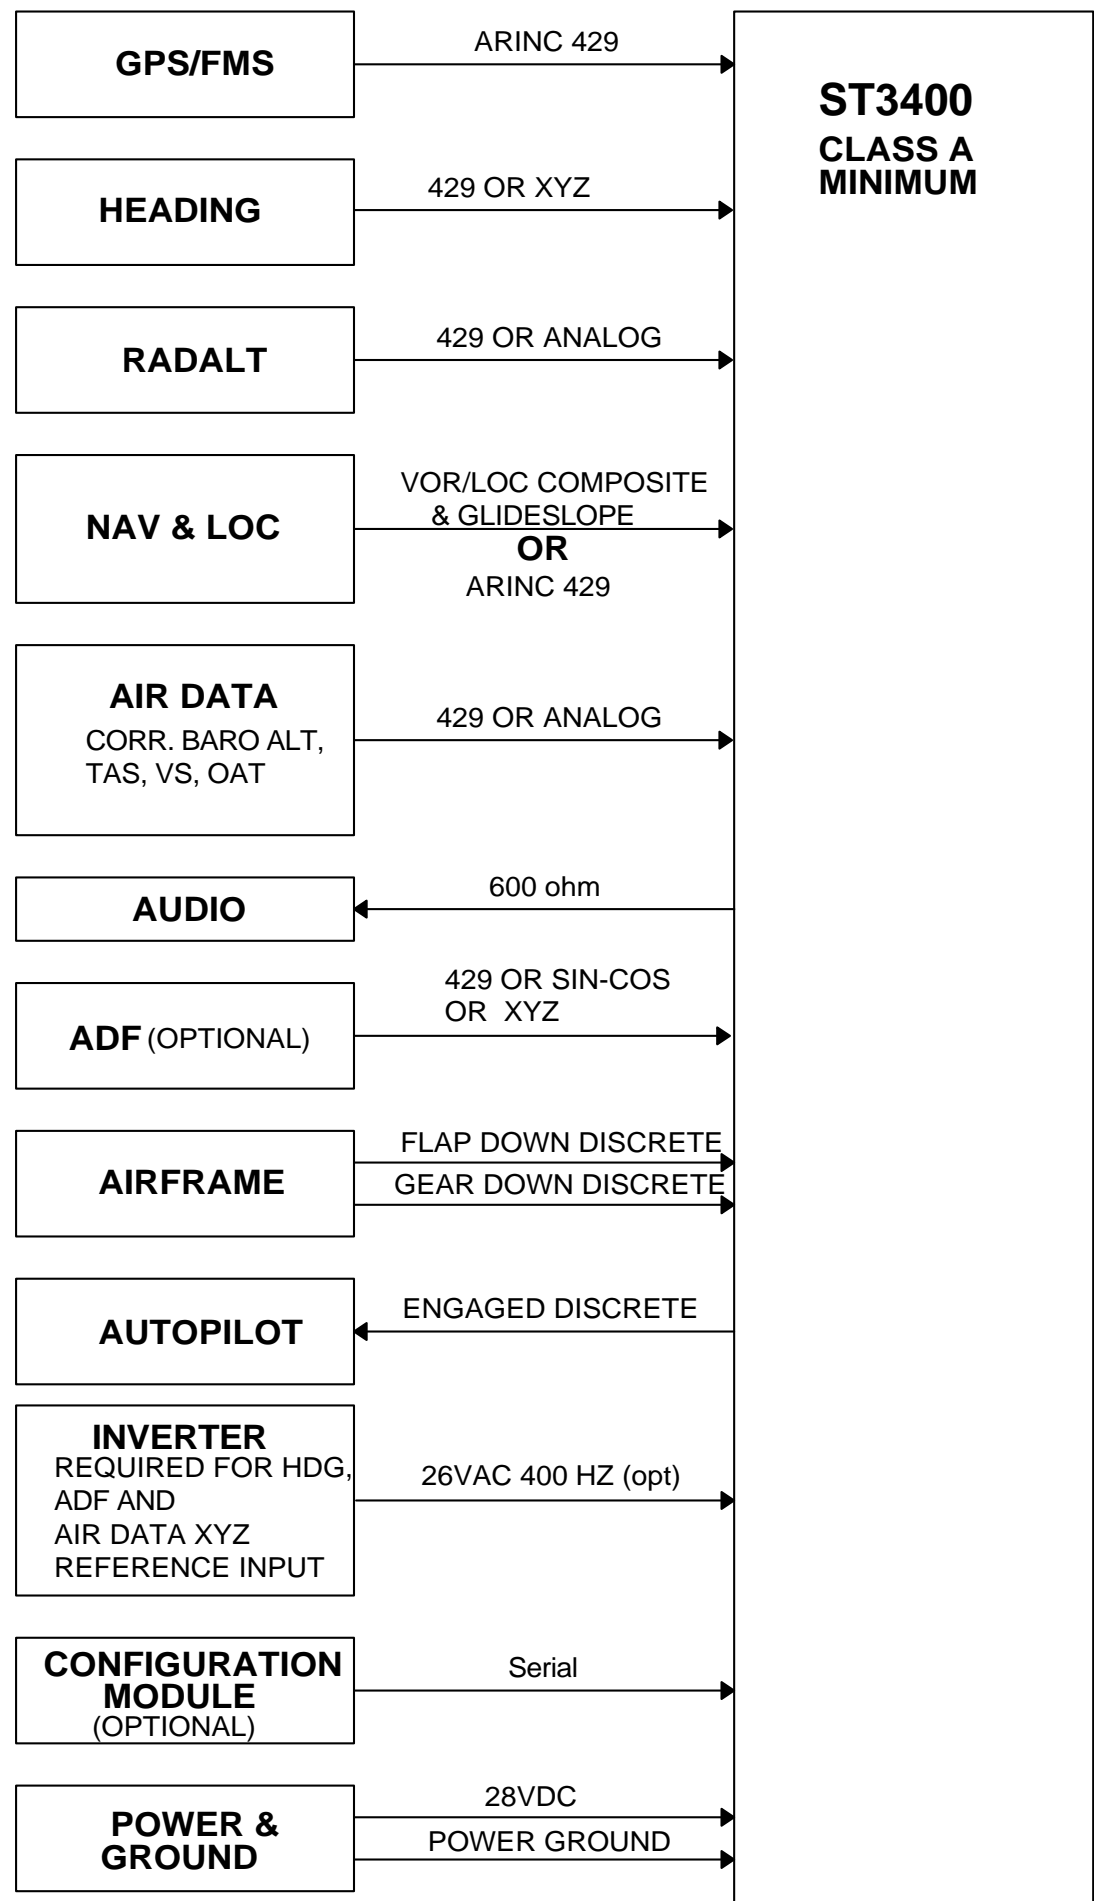 GPS/FMS
ARINC 429
ST3400
CLASS A
MINIMUM
HEADING
429 OR XYZ
RADALT
429 OR ANALOG
NAV & LOC
VOR/LOC COMPOSITE
& GLIDESLOPE
OR
ARINC 429
AIR DATA
CORR. BARO ALT,
TAS, VS, OAT
429 OR ANALOG
AUDIO
600 ohm
ADF (OPTIONAL)
429 OR SIN-COS
OR XYZ
AIRFRAME
FLAP DOWN DISCRETE
GEAR DOWN DISCRETE
AUTOPILOT
ENGAGED DISCRETE
INVERTER
REQUIRED FOR HDG,
ADF AND
AIR DATA XYZ
REFERENCE INPUT
26VAC 400 HZ (opt)
CONFIGURATION
MODULE
(OPTIONAL)
Serial
POWER &
GROUND
28VDC
POWER GROUND